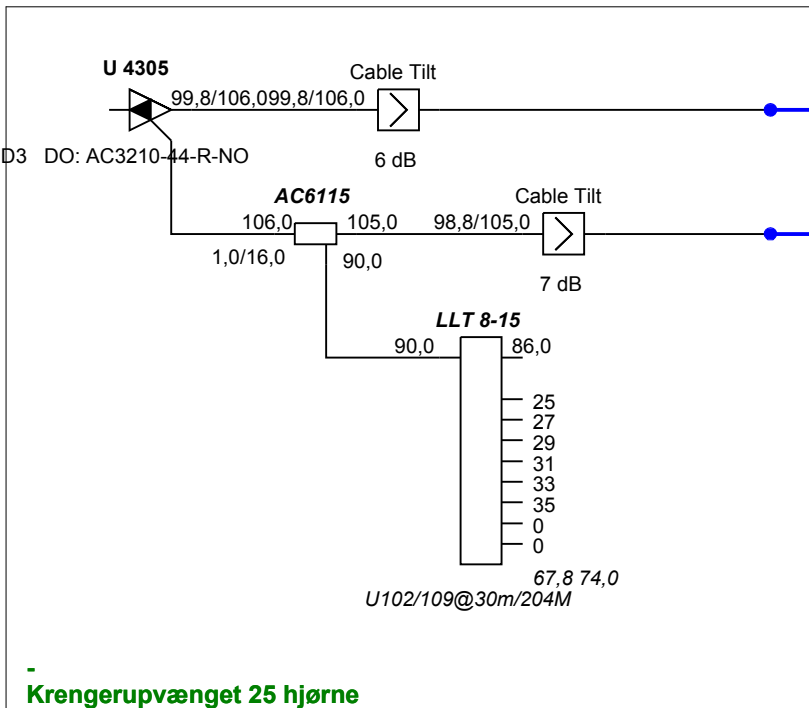 U 4305
Cable Tilt
99,8/106,099,8/106,0
6 dB
D3 DO: AC3210-44-R-NO
AC6115
Cable Tilt
106,0
105,0
98,8/105,0
1,0/16,0
90,0
7 dB
LLT 8-15
90,0
86,0
25
27
29
31
33
35
0
0
67,8 74,0
U102/109@30m/204M
-
Krengerupvænget 25 hjørne